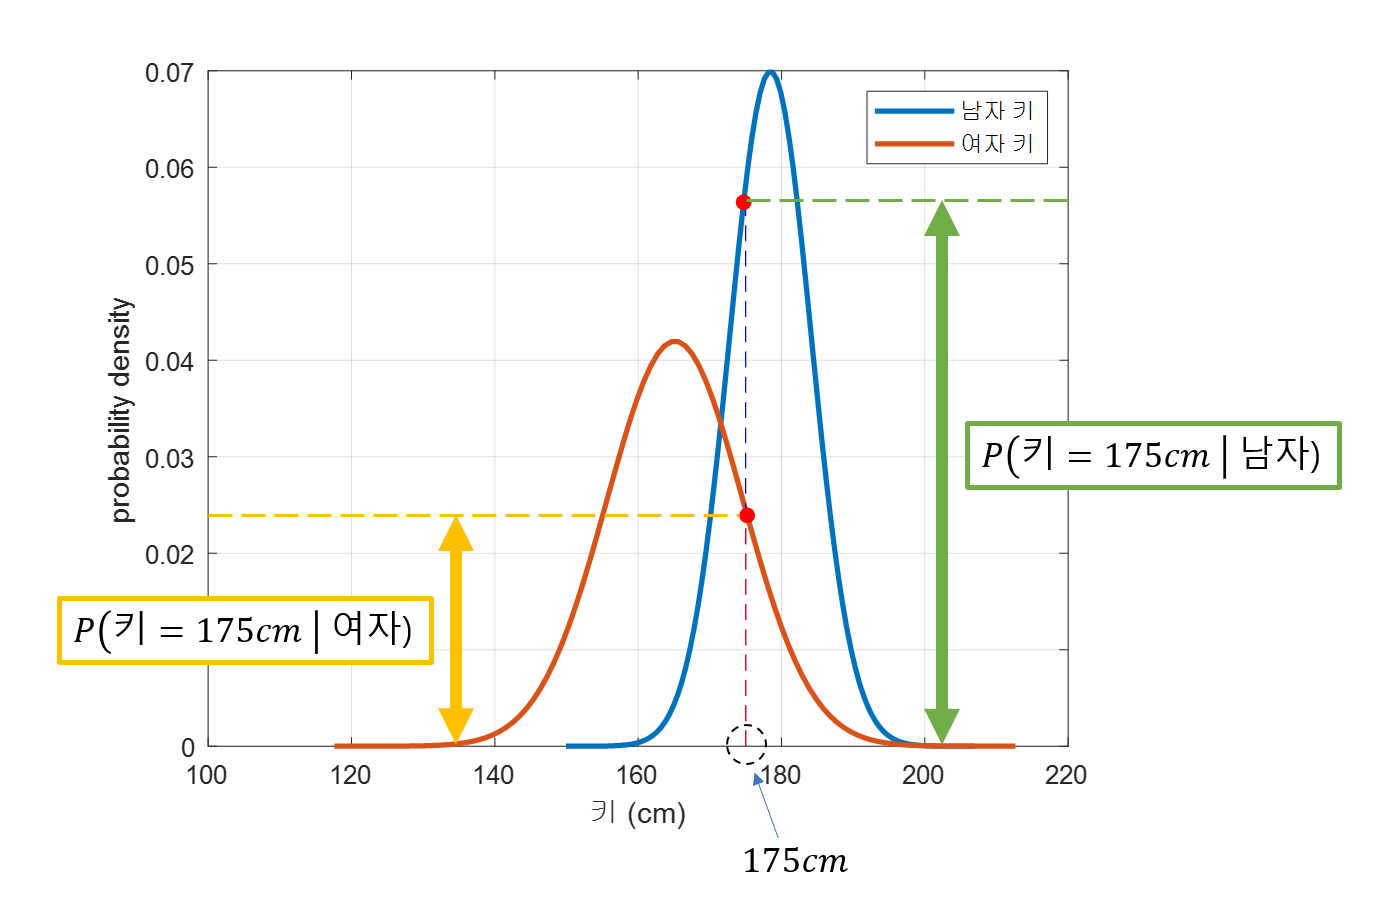 0.07
0.06
0.05
0.04
0.03
0.02
0
probability density
남자 키
여자 키
P(키 = 175cm | 남자)
P(키 = 175cm | 여자)
100 120 140 160 180 200 220
키 (cm)
175cm